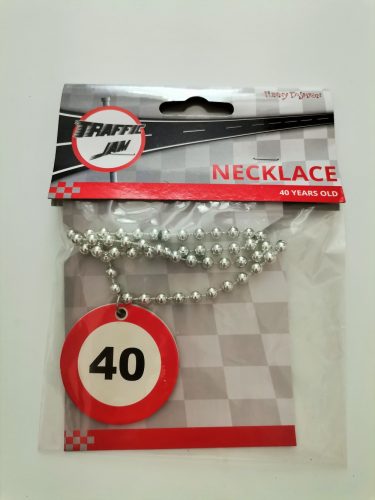 TRAFFIC
JAM
NECKLACE
40 YEARS OLD
40